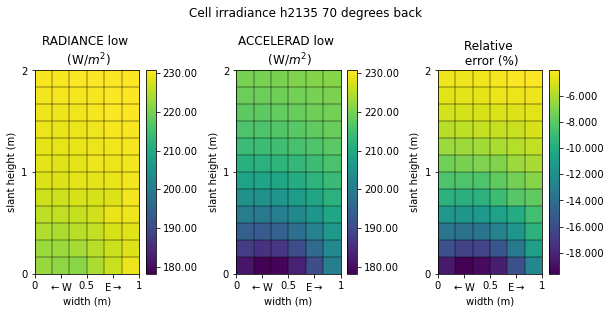 Cell irradiance h2135 70 degrees back
RADIANCE low
(W/m²)
2
1
0
slant height (m)
0
←W
0.5
E→
1
width (m)
230.00
220.00
210.00
200.00
190.00
180.00
ACCELERAD low
(W/m²)
2
1
0
slant height (m)
0
←W
0.5
E→
1
width (m)
230.00
220.00
210.00
200.00
190.00
180.00
Relative
error (%)
2
1
0
slant height (m)
0
←W
0.5
E→
1
width (m)
-6.000
-8.000
-10.000
-12.000
-14.000
-16.000
-18.000